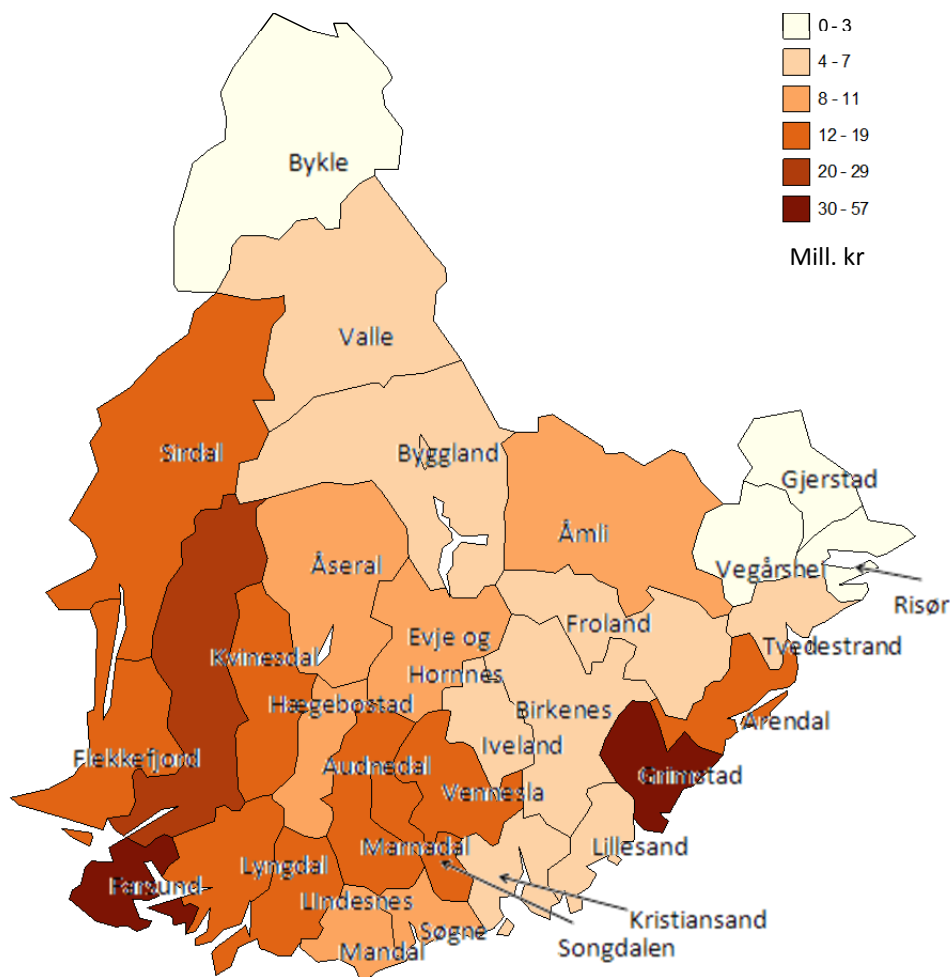 0 - 3
4 - 7
8 - 11
12 - 19
20 - 29
30 - 57
Mill. kr
Bykle
Valle
Sirdal
Byggland
Gjerstad
Åmli
Åseral
Vegårshei
Risør
Froland
Evje og
Hornnes
Tvedestrand
Kvinesdal
Hægebostad
Birkenes
Arendal
Iveland
Flekkefjord
Audnedal
Grimstad
Vennesla
Marnadal
Lillesand
Lyngdal
Farsund
Lindesnes
Kristiansand
Søgne
Songdalen
Mandal